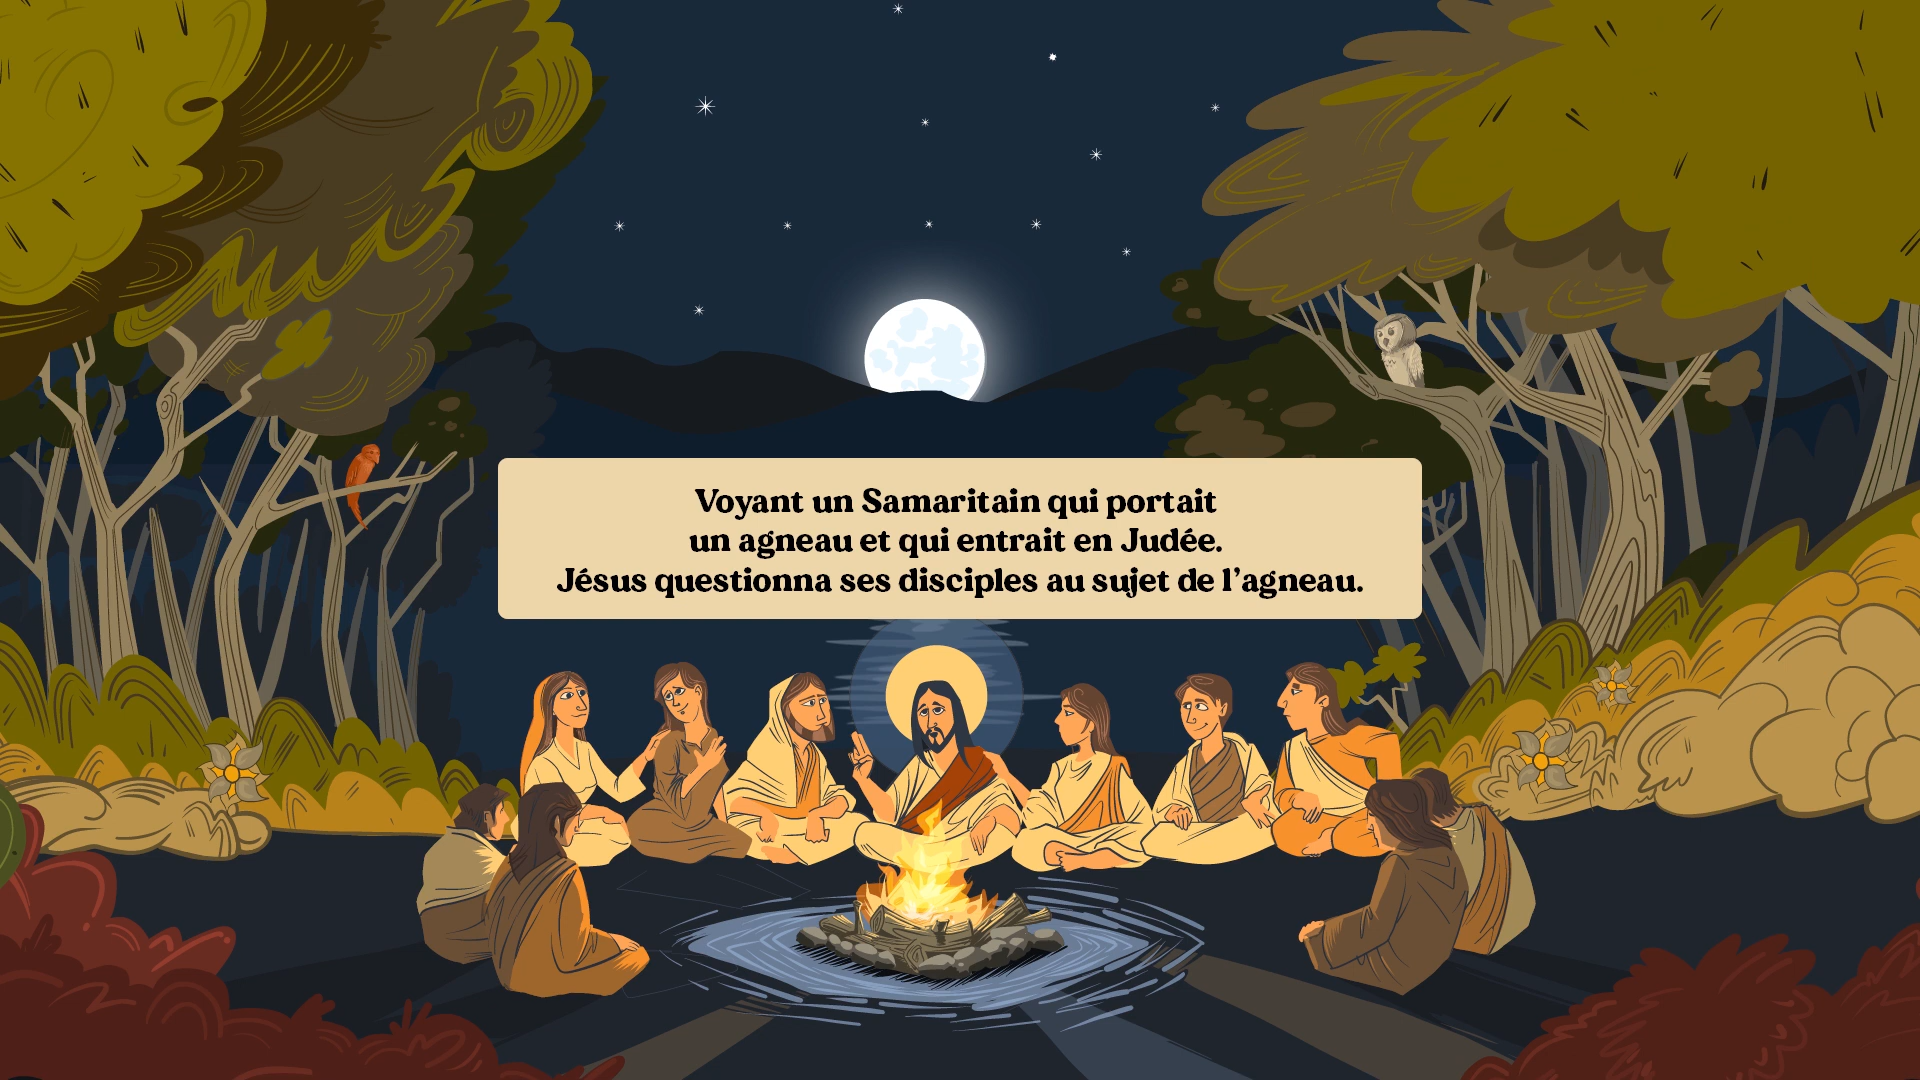 Voyant un Samaritain qui portait
un agneau et qui entrait en Judée.
Jésus questionna ses disciples au sujet de l’agneau.